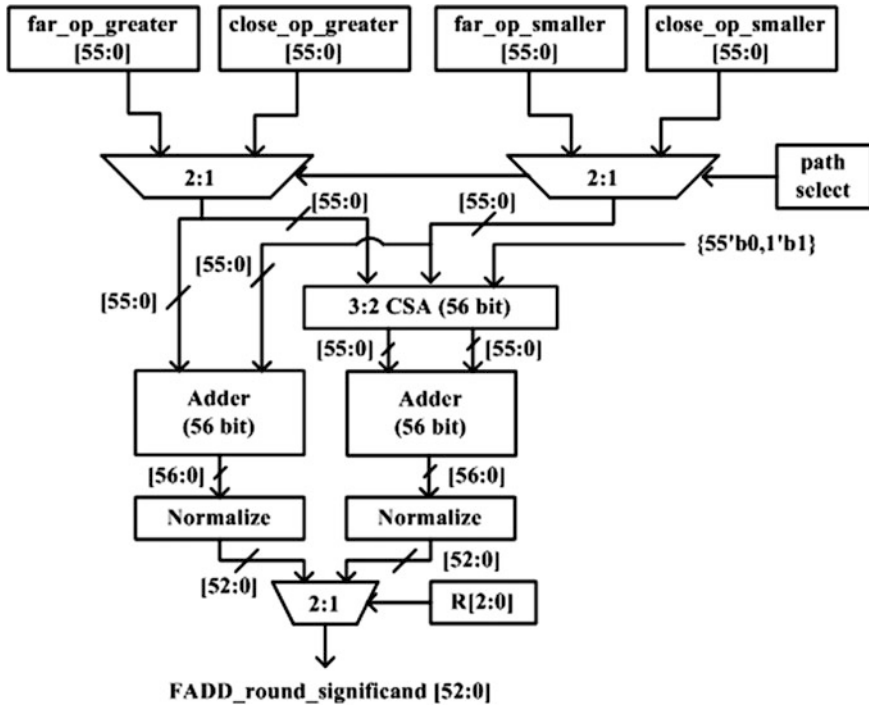 far_op_greater
[55:0]
close_op_greater
[55:0]
far_op_smaller
[55:0]
close_op_smaller
[55:0]
2:1
2:1
path
select
[55:0]
[55:0]
{55'b0,1'b1}
[55:0]
[55:0]
3:2 CSA (56 bit)
[55:0]
[55:0]
Adder
(56 bit)
Adder
(56 bit)
[56:0]
[56:0]
Normalize
Normalize
[52:0]
[52:0]
2:1
R[2:0]
FADD_round_significand [52:0]